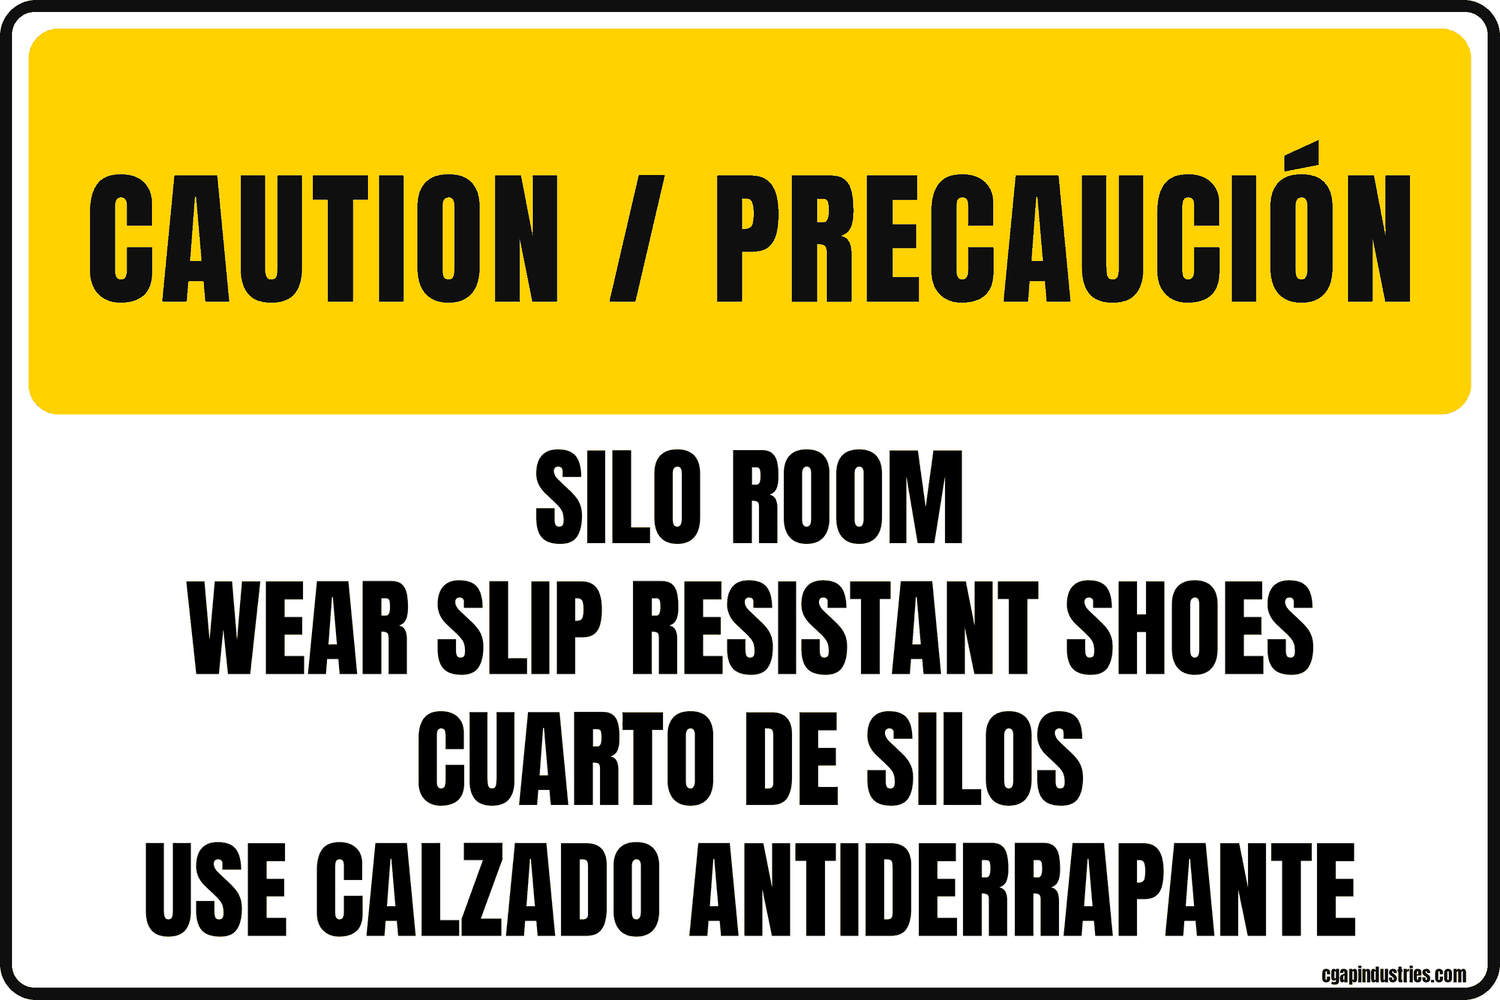 CAUTION / PRECAUCIÓN
SILO ROOM
WEAR SLIP RESISTANT SHOES
CUARTO DE SILOS
USE CALZADO ANTIDERRAPANTE
cgapindustries.com